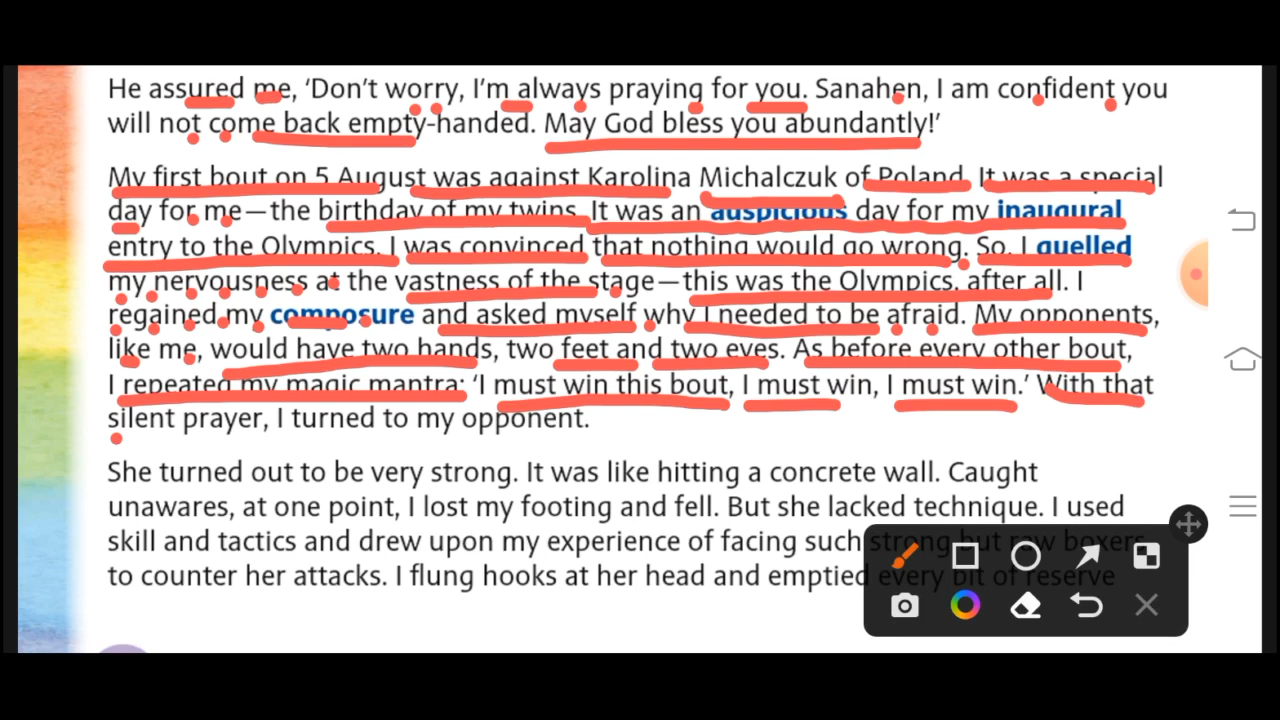 He assured me, ‘Don’t worry, I’m always praying for you. Sanahen, I am confident you
will not come back empty-handed. May God bless you abundantly!’
My first bout on 5 August was against Karolina Michalczuk of Poland. It was a special
day for me—the birthday of my twins. It was an auspicious day for my inaugural
entry to the Olympics. I was convinced that nothing would go wrong. So, I quelled
my nervousness at the vastness of the stage—this was the Olympics, after all. I
regained my composure and asked myself why I needed to be afraid. My opponents,
like me, would have two hands, two feet and two eyes. As before every other bout,
I repeated my magic mantra: ‘I must win this bout, I must win, I must win.’ With that
silent prayer, I turned to my opponent.
She turned out to be very strong. It was like hitting a concrete wall. Caught
unawares, at one point, I lost my footing and fell. But she lacked technique. I used
skill and tactics and drew upon my experience of facing such strong but raw boxers
to counter her attacks. I flung hooks at her head and emptied every bit of reserve